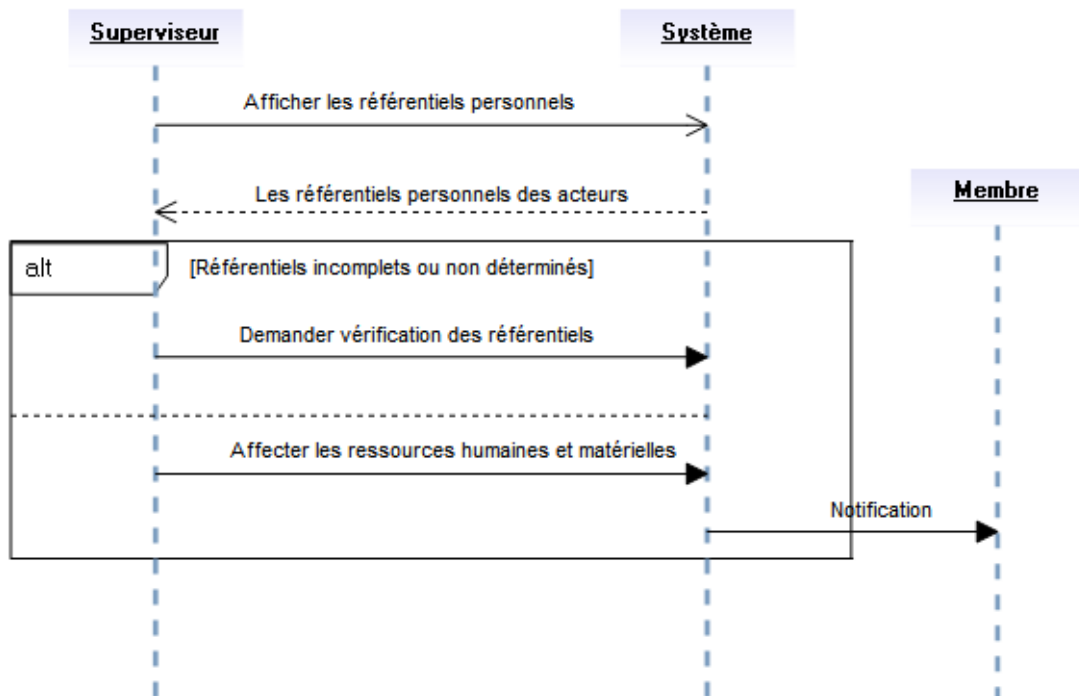 Superviseur
Système
Afficher les référentiels personnels
Les référentiels personnels des acteurs
Membre
alt
[Référentiels incomplets ou non déterminés]
Demander vérification des référentiels
Affecter les ressources humaines et matérielles
Notification